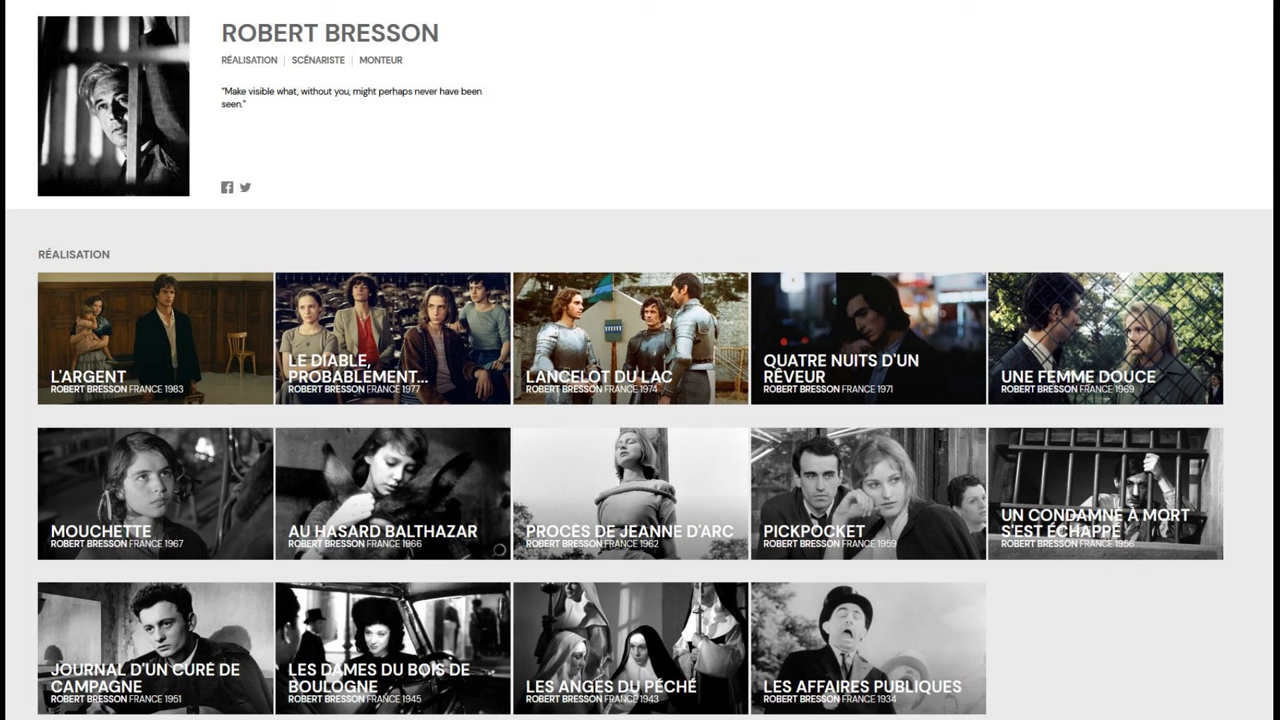 ROBERT BRESSON
RÉALISATION | SCÉNARISTE | MONTEUR
"Make visible what, without you, might perhaps never have been
seen."
RÉALISATION
L'ARGENT
ROBERT BRESSON FRANCE 1983
LE DIABLE,
PROBABLEMENT...
ROBERT BRESSON FRANCE 1977
LANCELOT DU LAC
ROBERT BRESSON FRANCE 1974
QUATRE NUITS D'UN
RÊVEUR
ROBERT BRESSON FRANCE 1971
UNE FEMME DOUCE
ROBERT BRESSON FRANCE 1969
MOUCHETTE
ROBERT BRESSON FRANCE 1967
AU HASARD BALTHAZAR
ROBERT BRESSON FRANCE 1966
PROCÈS DE JEANNE D'ARC
ROBERT BRESSON FRANCE 1962
PICKPOCKET
ROBERT BRESSON FRANCE 1959
UN CONDAMNÉ À MORT
S'EST ÉCHAPPÉ
ROBERT BRESSON FRANCE 1956
JOURNAL D'UN CURÉ DE
CAMPAGNE
ROBERT BRESSON FRANCE 1951
LES DAMES DU BOIS DE
BOULOGNE
ROBERT BRESSON FRANCE 1945
LES ANGES DU PÉCHÉ
ROBERT BRESSON FRANCE 1943
LES AFFAIRES PUBLIQUES
ROBERT BRESSON FRANCE 1934